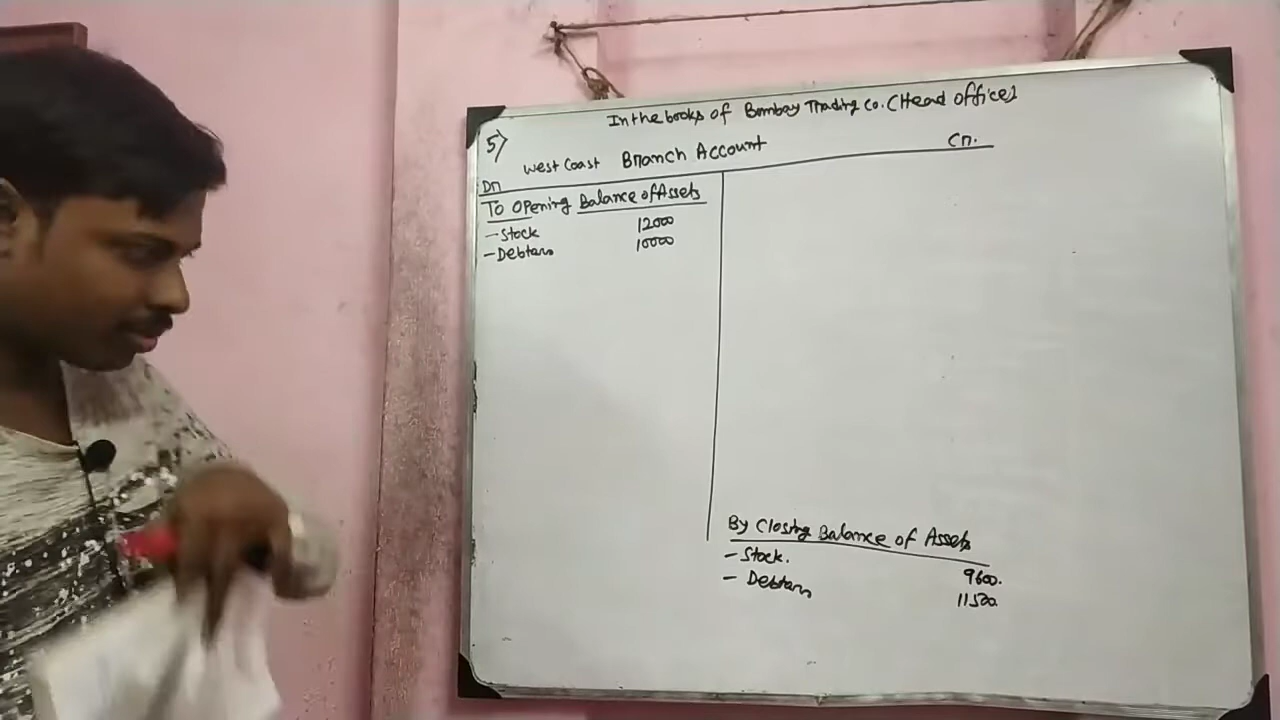 In the books of Bombay Trading Co. (Head Office)
5)
West Coast Branch Account
Dr
Cr.
To Opening Balance of Assets
- Stock 12000
- Debtors 10000
By Closing Balance of Assets
- Stock. 9600.
- Debtors 11500.